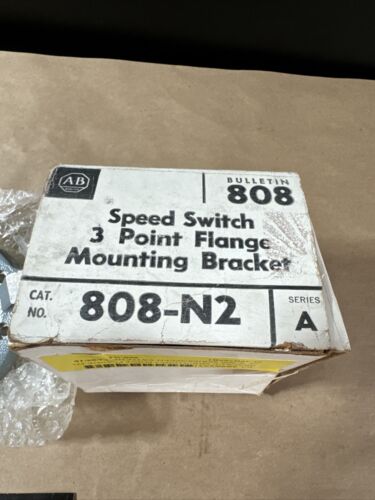 AB
BULLETIN
808
Speed Switch
3 Point Flange
Mounting Bracket
CAT.
NO.
808-N2
SERIES
A